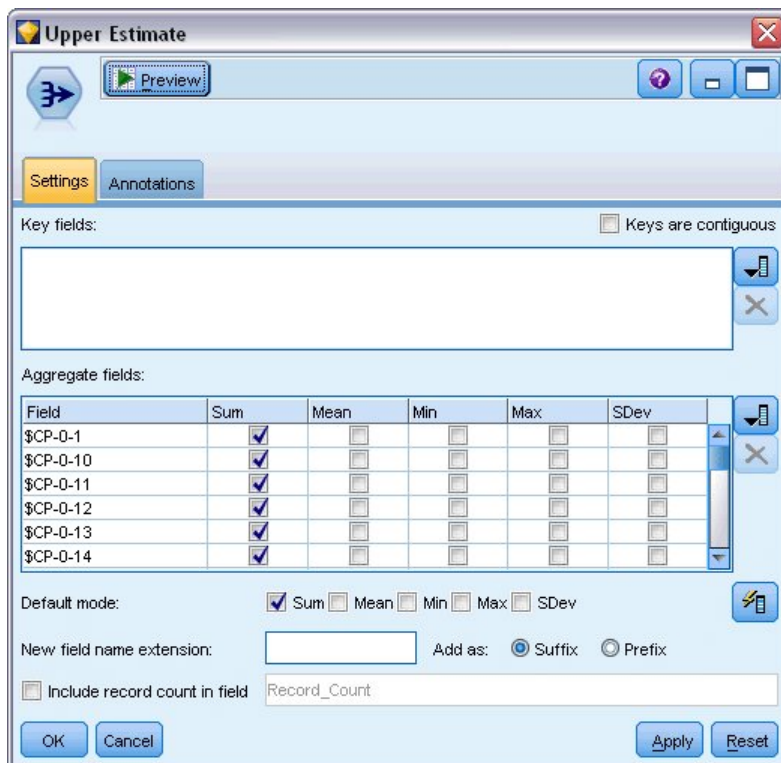 Upper Estimate
Preview
Settings Annotations
Key fields: Keys are contiguous
Aggregate fields:
Field Sum Mean Min Max SDev
$CP-0-1
$CP-0-10
$CP-0-11
$CP-0-12
$CP-0-13
$CP-0-14
Default mode: Sum Mean Min Max SDev
New field name extension: Add as: Suffix Prefix
Include record count in field Record_Count
OK Cancel Apply Reset